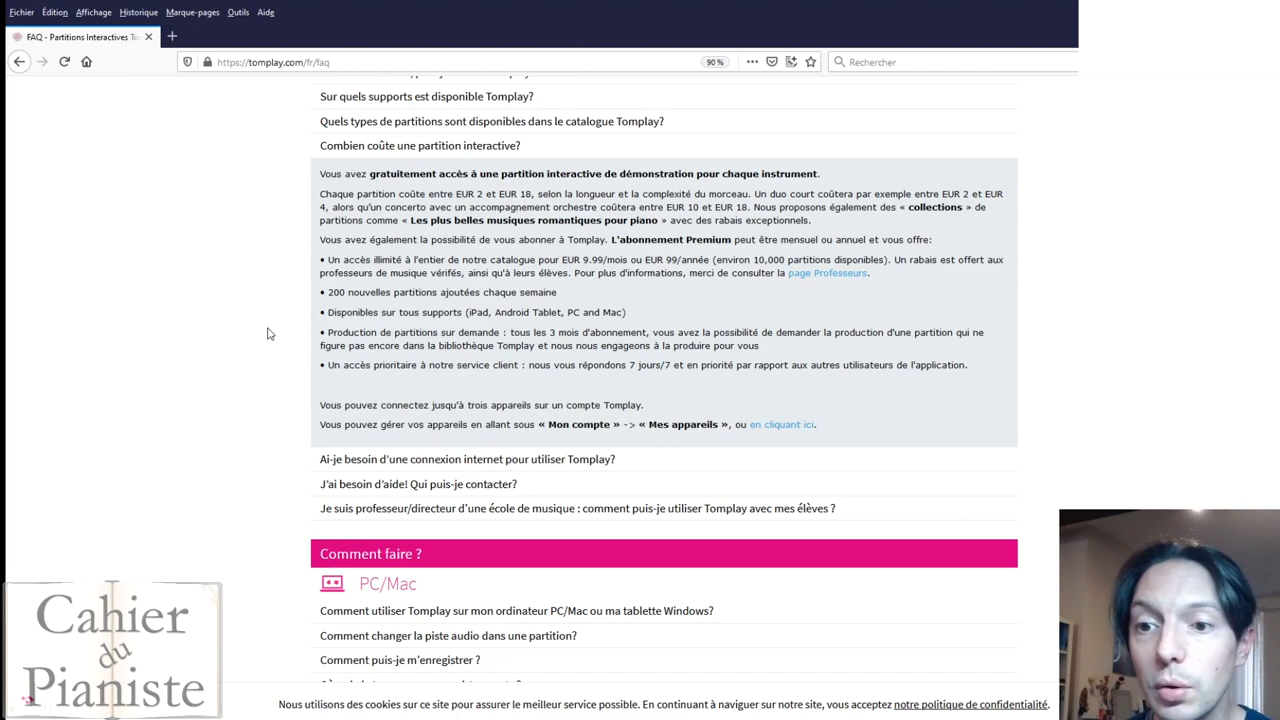 Fichier Édition Affichage Historique Marque-pages Outils Aide
FAQ - Partitions Interactives To
https://tomplay.com/fr/faq
90 %
Rechercher
Sur quels supports est disponible Tomplay?
Quels types de partitions sont disponibles dans le catalogue Tomplay?
Combien coûte une partition interactive?
Vous avez gratuitement accès à une partition interactive de démonstration pour chaque instrument.
Chaque partition coûte entre EUR 2 et EUR 18, selon la longueur et la complexité du morceau. Un duo court coûtera par exemple entre EUR 2 et EUR
4, alors qu'un concerto avec un accompagnement orchestre coûtera entre EUR 10 et EUR 18. Nous proposons également des « collections » de
partitions comme « Les plus belles musiques romantiques pour piano » avec des rabais exceptionnels.
Vous avez également la possibilité de vous abonner à Tomplay. L'abonnement Premium peut être mensuel ou annuel et vous offre:
• Un accès illimité à l'entier de notre catalogue pour EUR 9.99/mois ou EUR 99/année (environ 10,000 partitions disponibles). Un rabais est offert aux
professeurs de musique vérifiés, ainsi qu'à leurs élèves. Pour plus d'informations, merci de consulter la page Professeurs.
• 200 nouvelles partitions ajoutées chaque semaine
• Disponibles sur tous supports (iPad, Android Tablet, PC and Mac)
• Production de partitions sur demande : tous les 3 mois d'abonnement, vous avez la possibilité de demander la production d'une partition qui ne
figure pas encore dans la bibliothèque Tomplay et nous nous engageons à la produire pour vous
• Un accès prioritaire à notre service client : nous vous répondons 7 jours/7 et en priorité par rapport aux autres utilisateurs de l'application.
Vous pouvez connectez jusqu'à trois appareils sur un compte Tomplay.
Vous pouvez gérer vos appareils en allant sous « Mon compte » -> « Mes appareils », ou en cliquant ici.
Ai-je besoin d'une connexion internet pour utiliser Tomplay?
J'ai besoin d'aide! Qui puis-je contacter?
Je suis professeur/directeur d'une école de musique : comment puis-je utiliser Tomplay avec mes élèves ?
Comment faire ?
PC/Mac
Comment utiliser Tomplay sur mon ordinateur PC/Mac ou ma tablette Windows?
Comment changer la piste audio dans une partition?
Comment puis-je m'enregistrer ?
Nous utilisons des cookies sur ce site pour assurer le meilleur service possible. En continuant à naviguer sur notre site, vous acceptez notre politique de confidentialité.
Cahier
du
Pianiste